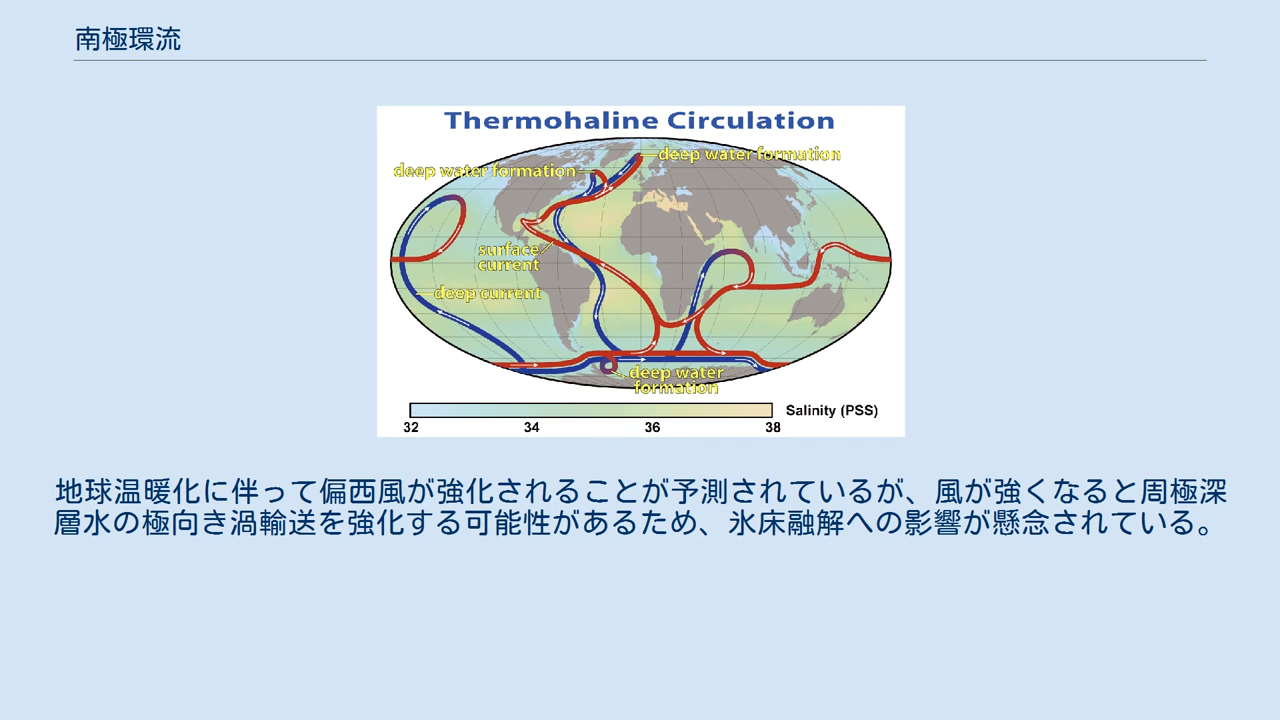 南極環流
Thermohaline Circulation
deep water formation
deep water formation
surface
current
deep current
deep water
formation
Salinity (PSS)
32 34 36 38
地球温暖化に伴って偏西風が強化されることが予測されているが、風が強くなると周極深
層水の極向き渦輸送を強化する可能性があるため、氷床融解への影響が懸念されている。